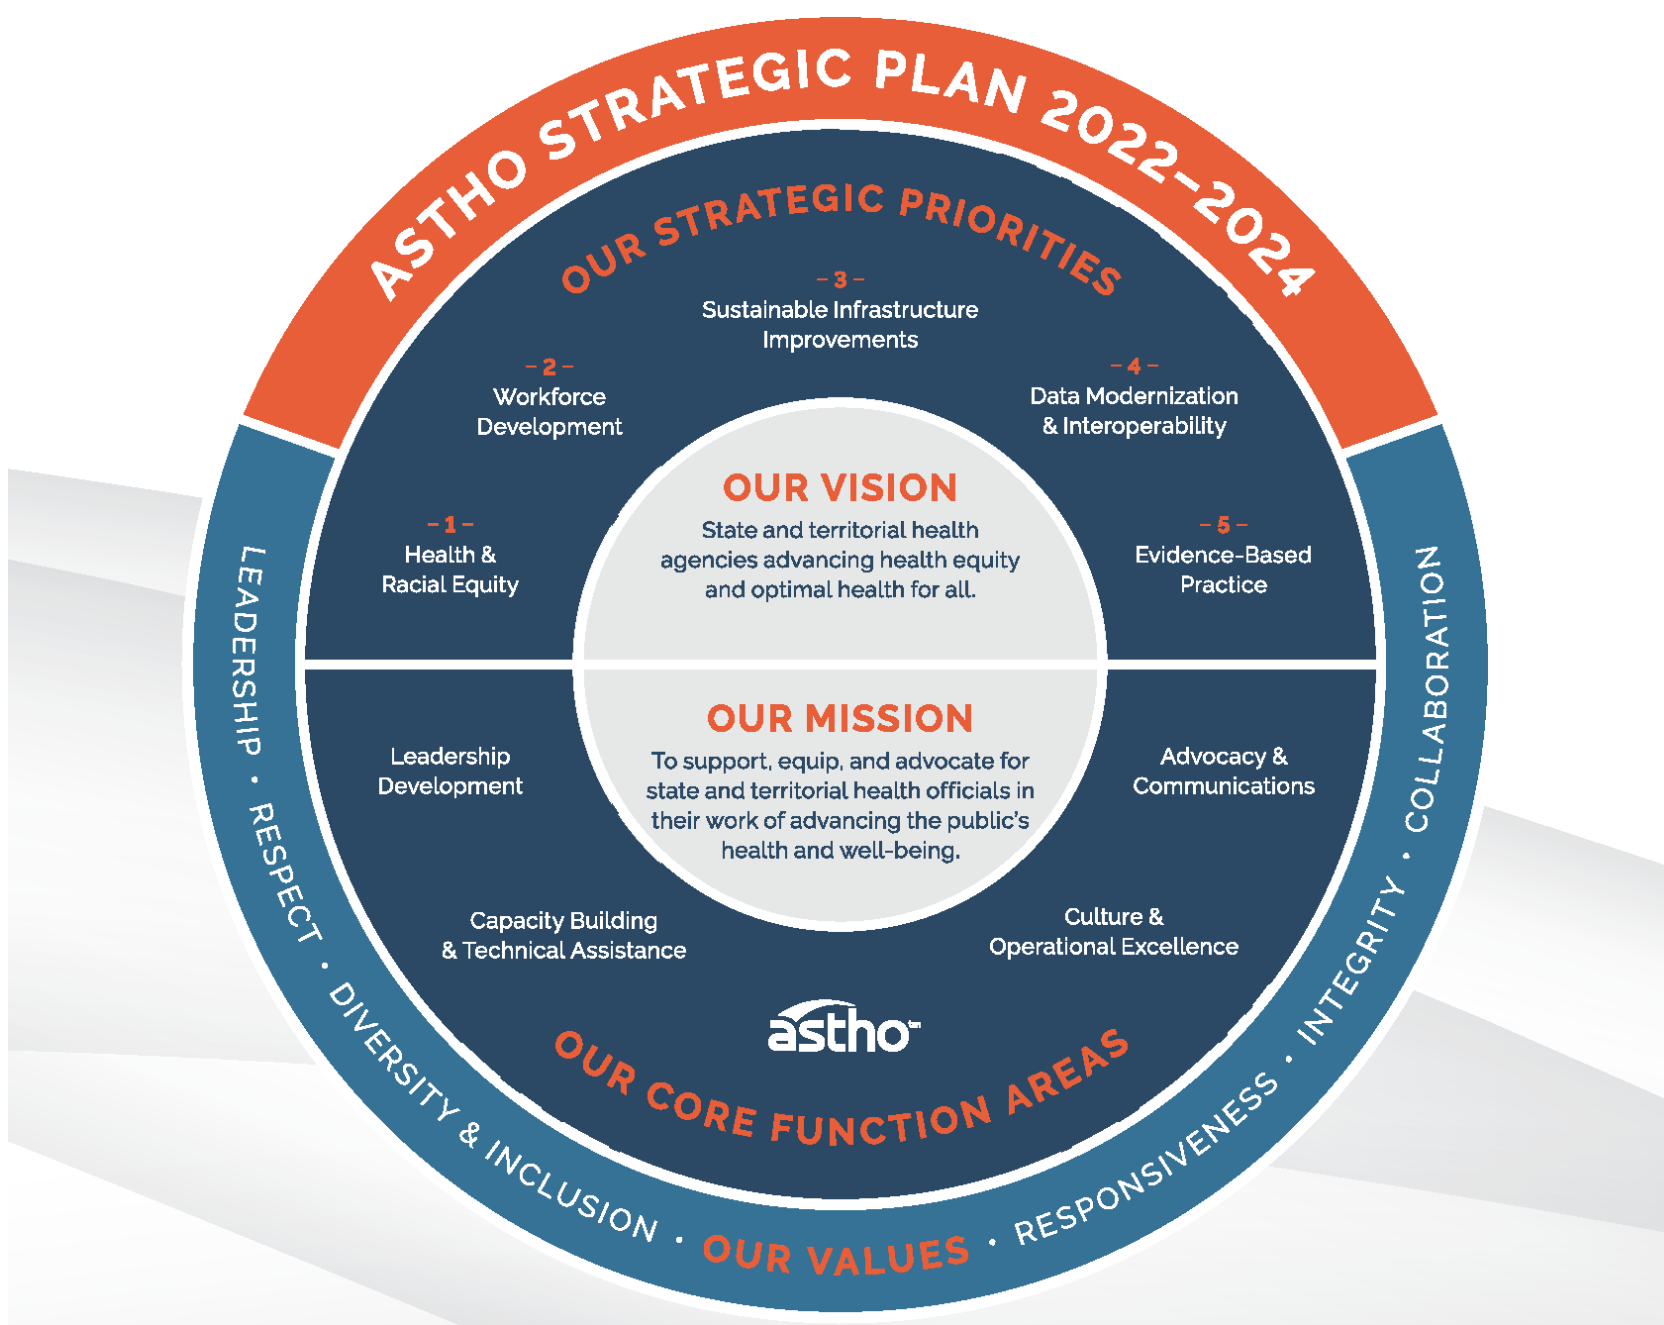 ASTHO STRATEGIC PLAN 2022–2024
OUR STRATEGIC PRIORITIES
- 1 -
Health &
Racial Equity
- 2 -
Workforce
Development
- 3 -
Sustainable Infrastructure
Improvements
- 4 -
Data Modernization
& Interoperability
- 5 -
Evidence-Based
Practice
OUR VISION
State and territorial health
agencies advancing health equity
and optimal health for all.
OUR MISSION
To support, equip, and advocate for
state and territorial health officials in
their work of advancing the public's
health and well-being.
Leadership
Development
Capacity Building
& Technical Assistance
Advocacy &
Communications
Culture &
Operational Excellence
astho
OUR CORE FUNCTION AREAS
LEADERSHIP • RESPECT • DIVERSITY & INCLUSION • OUR VALUES • RESPONSIVENESS • INTEGRITY • COLLABORATION